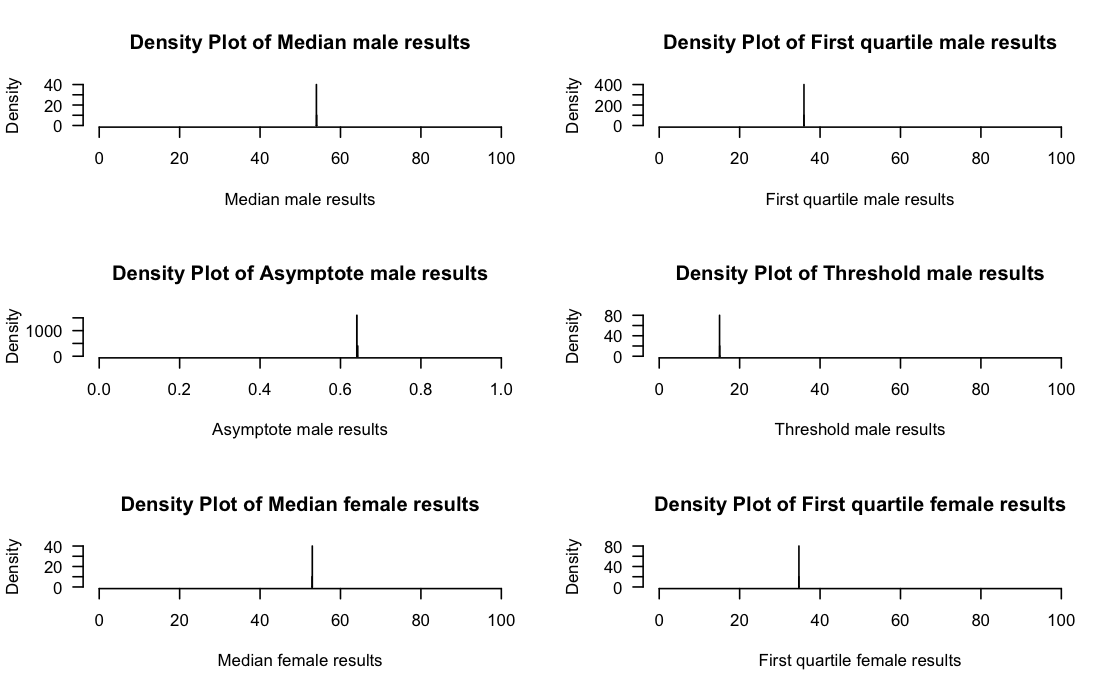 Density Plot of Median male results
Density
40
20
0
0 20 40 60 80 100
Median male results
Density Plot of First quartile male results
Density
400
200
0
0 20 40 60 80 100
First quartile male results
Density Plot of Asymptote male results
Density
1000
0
0.0 0.2 0.4 0.6 0.8 1.0
Asymptote male results
Density Plot of Threshold male results
Density
80
40
0
0 20 40 60 80 100
Threshold male results
Density Plot of Median female results
Density
40
20
0
0 20 40 60 80 100
Median female results
Density Plot of First quartile female results
Density
80
40
0
0 20 40 60 80 100
First quartile female results